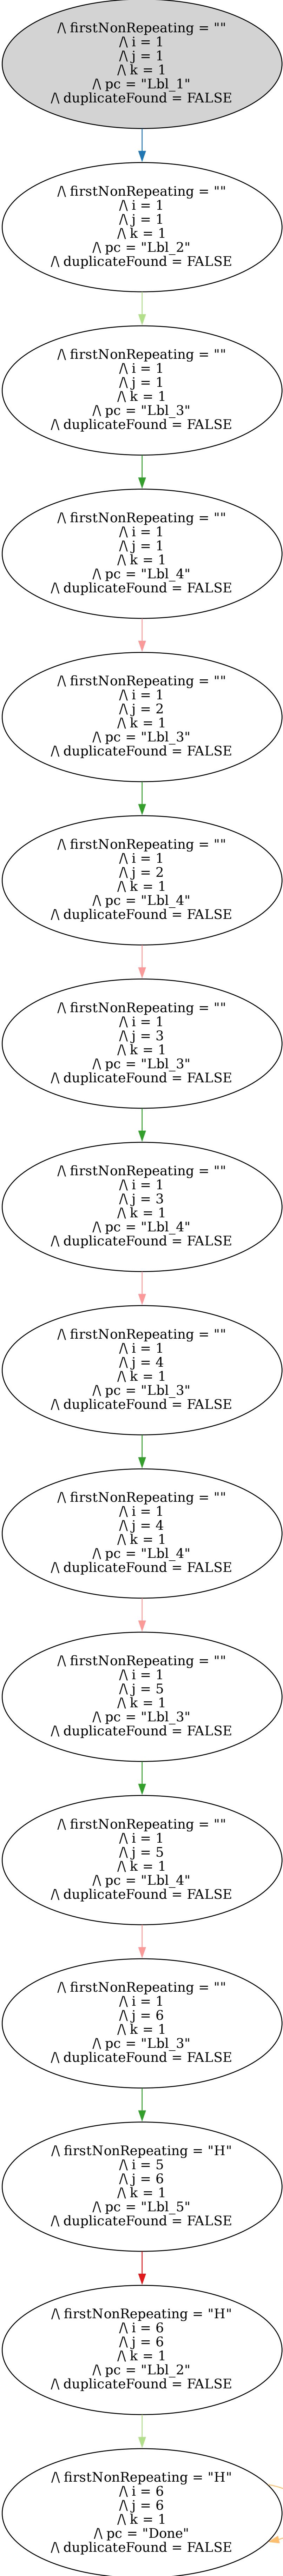 /\ firstNonRepeating = ""
/\ i = 1
/\ j = 1
/\ k = 1
/\ pc = "Lbl_1"
/\ duplicateFound = FALSE
/\ firstNonRepeating = ""
/\ i = 1
/\ j = 1
/\ k = 1
/\ pc = "Lbl_2"
/\ duplicateFound = FALSE
/\ firstNonRepeating = ""
/\ i = 1
/\ j = 1
/\ k = 1
/\ pc = "Lbl_3"
/\ duplicateFound = FALSE
/\ firstNonRepeating = ""
/\ i = 1
/\ j = 1
/\ k = 1
/\ pc = "Lbl_4"
/\ duplicateFound = FALSE
/\ firstNonRepeating = ""
/\ i = 1
/\ j = 2
/\ k = 1
/\ pc = "Lbl_3"
/\ duplicateFound = FALSE
/\ firstNonRepeating = ""
/\ i = 1
/\ j = 2
/\ k = 1
/\ pc = "Lbl_4"
/\ duplicateFound = FALSE
/\ firstNonRepeating = ""
/\ i = 1
/\ j = 3
/\ k = 1
/\ pc = "Lbl_3"
/\ duplicateFound = FALSE
/\ firstNonRepeating = ""
/\ i = 1
/\ j = 3
/\ k = 1
/\ pc = "Lbl_4"
/\ duplicateFound = FALSE
/\ firstNonRepeating = ""
/\ i = 1
/\ j = 4
/\ k = 1
/\ pc = "Lbl_3"
/\ duplicateFound = FALSE
/\ firstNonRepeating = ""
/\ i = 1
/\ j = 4
/\ k = 1
/\ pc = "Lbl_4"
/\ duplicateFound = FALSE
/\ firstNonRepeating = ""
/\ i = 1
/\ j = 5
/\ k = 1
/\ pc = "Lbl_3"
/\ duplicateFound = FALSE
/\ firstNonRepeating = ""
/\ i = 1
/\ j = 5
/\ k = 1
/\ pc = "Lbl_4"
/\ duplicateFound = FALSE
/\ firstNonRepeating = ""
/\ i = 1
/\ j = 6
/\ k = 1
/\ pc = "Lbl_3"
/\ duplicateFound = FALSE
/\ firstNonRepeating = "H"
/\ i = 5
/\ j = 6
/\ k = 1
/\ pc = "Lbl_5"
/\ duplicateFound = FALSE
/\ firstNonRepeating = "H"
/\ i = 6
/\ j = 6
/\ k = 1
/\ pc = "Lbl_2"
/\ duplicateFound = FALSE
/\ firstNonRepeating = "H"
/\ i = 6
/\ j = 6
/\ k = 1
/\ pc = "Done"
/\ duplicateFound = FALSE